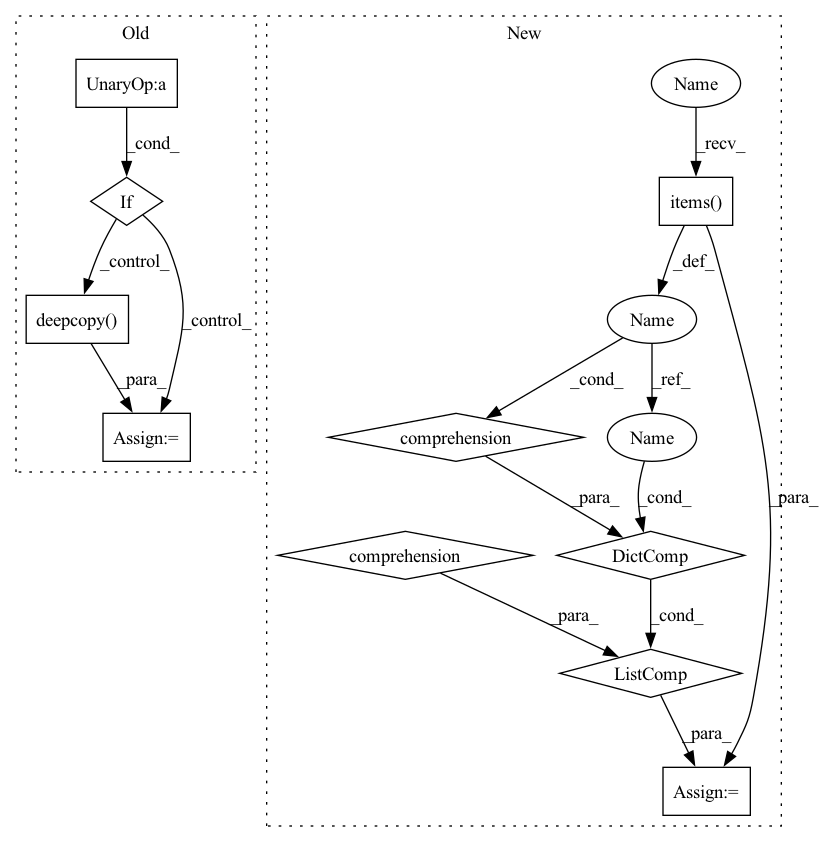 Old
New
UnaryOp:a
Name
_cond_
_recv_
If
items()
_control_
_def_
deepcopy()
_control_
Name
_para_
_cond_
_ref_
Assign:=
comprehension
Name
_para_
_cond_
_para_
comprehension
DictComp
_para_
_cond_
ListComp
_para_
Assign:=